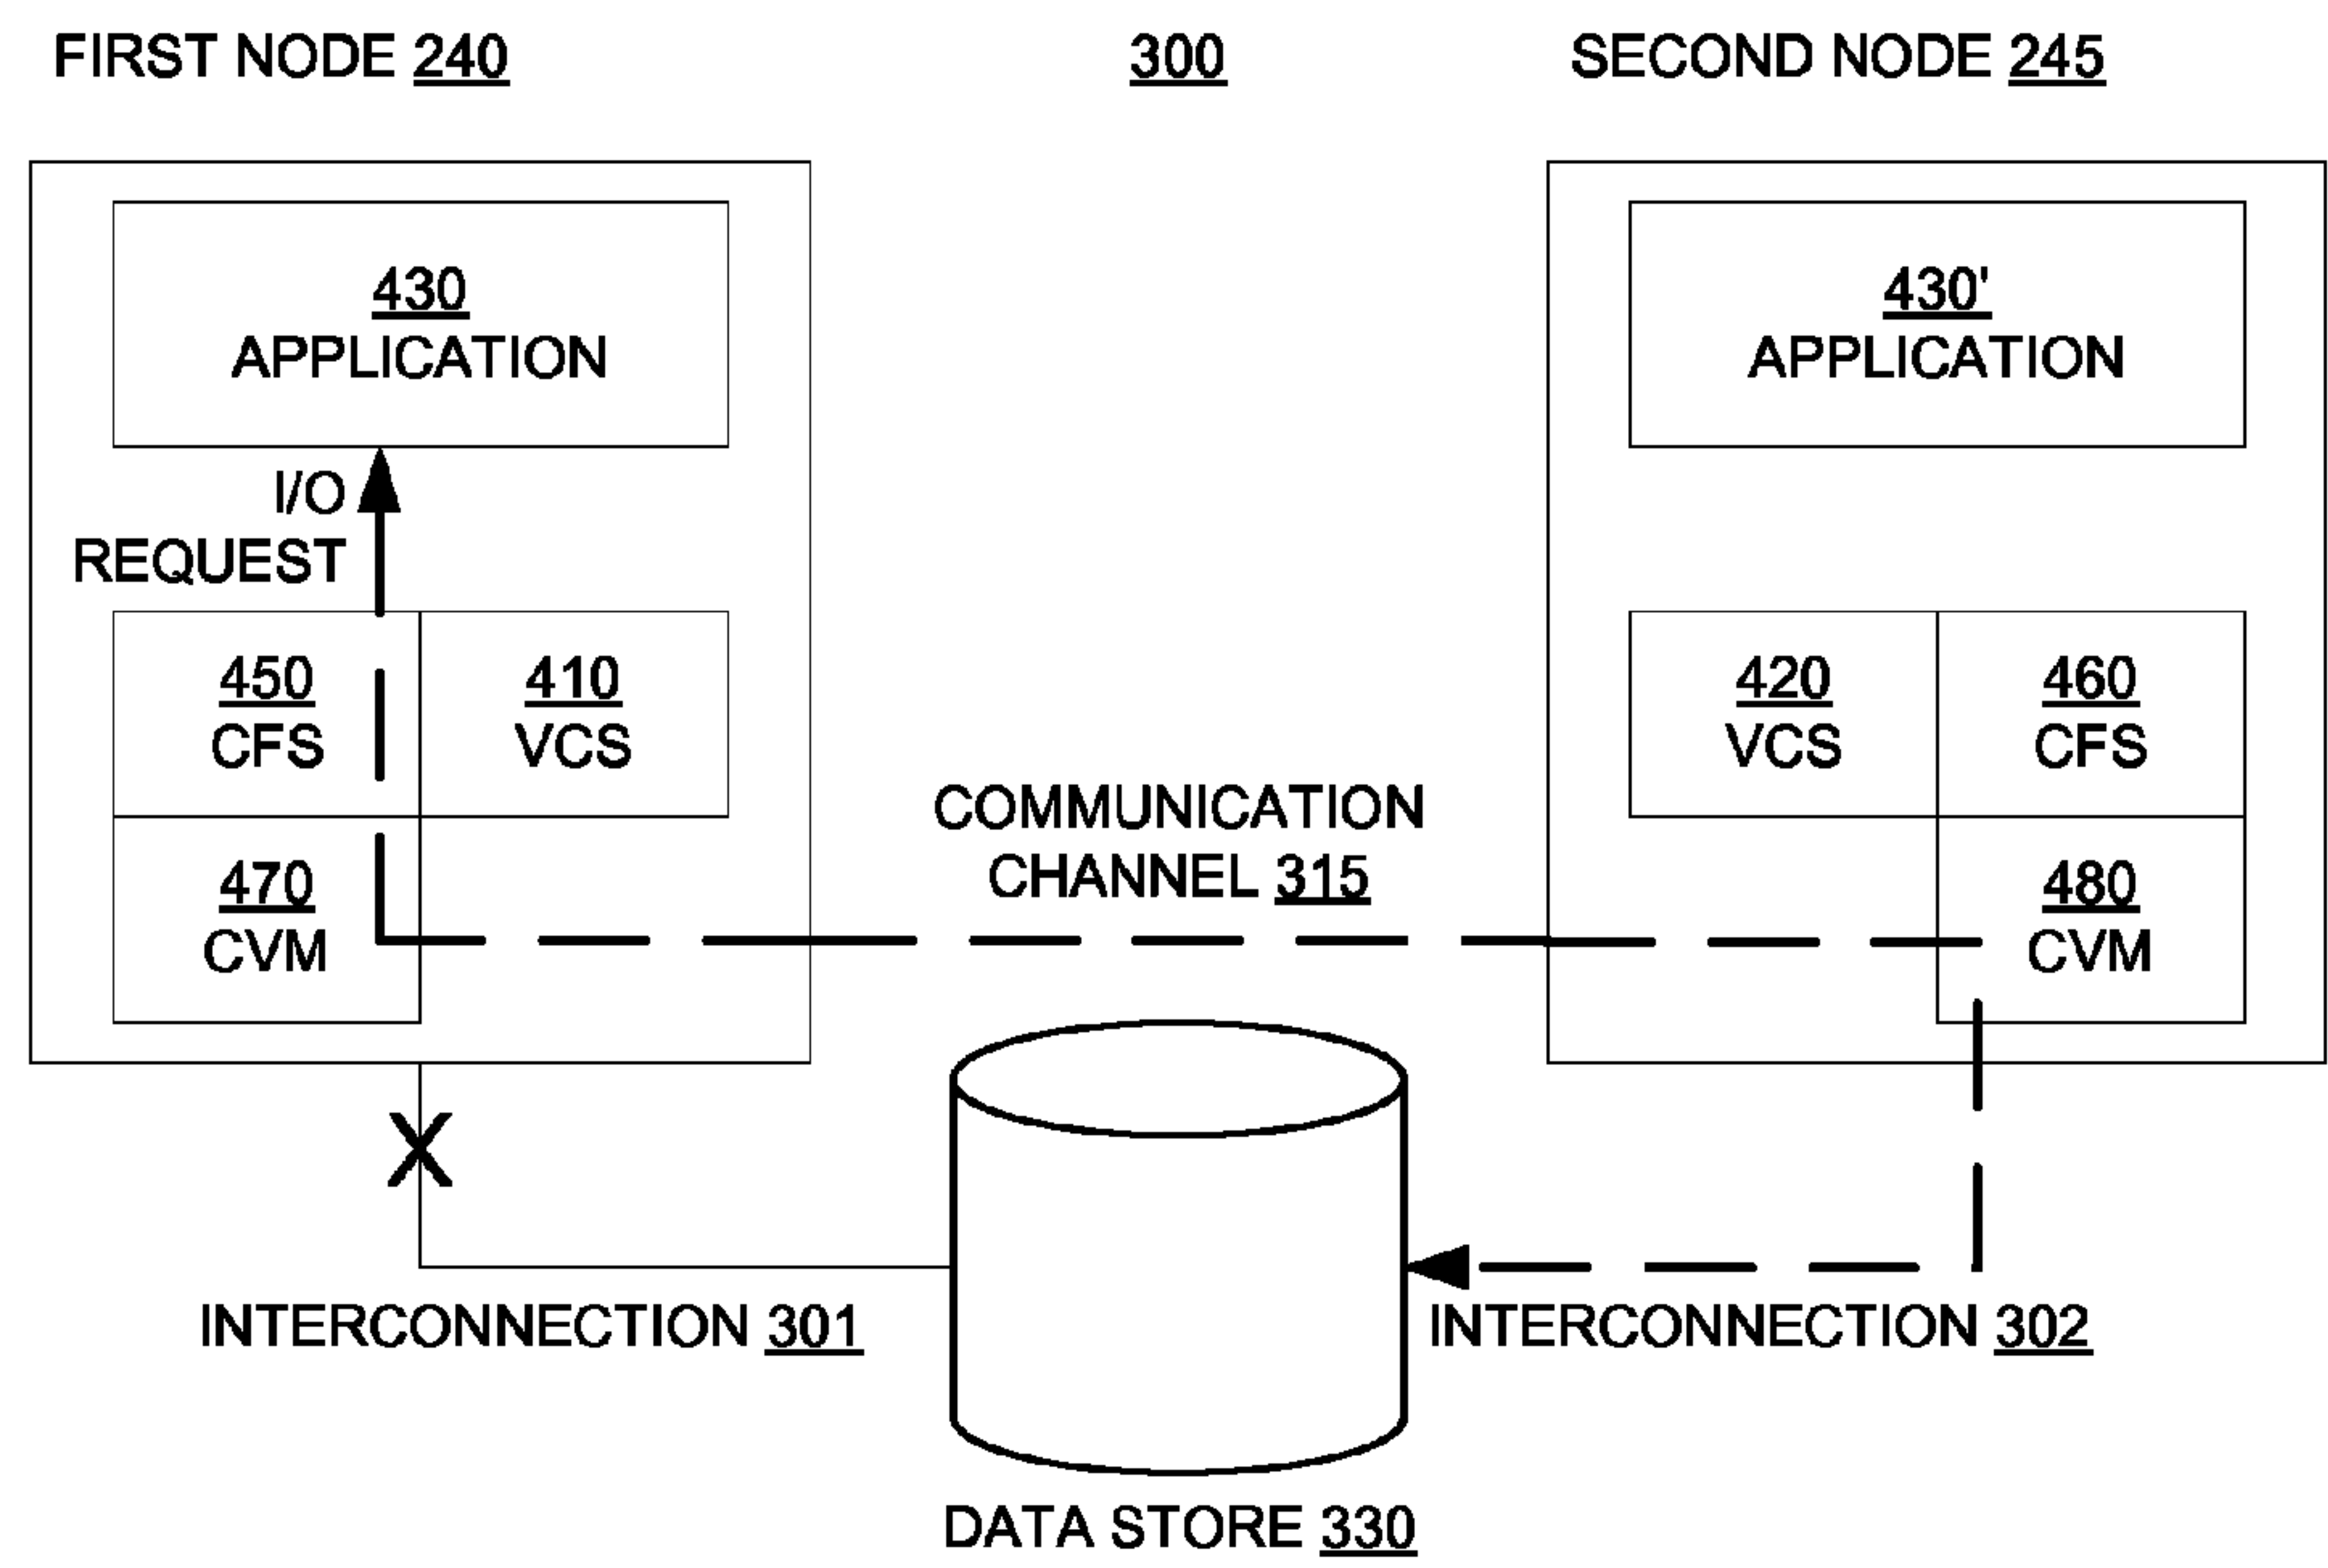 FIRST NODE 240
300
SECOND NODE 245
430
APPLICATION
430'
APPLICATION
I/O
REQUEST
450
CFS
410
VCS
420
VCS
460
CFS
COMMUNICATION
CHANNEL 315
470
CVM
480
CVM
X
INTERCONNECTION 301
INTERCONNECTION 302
DATA STORE 330